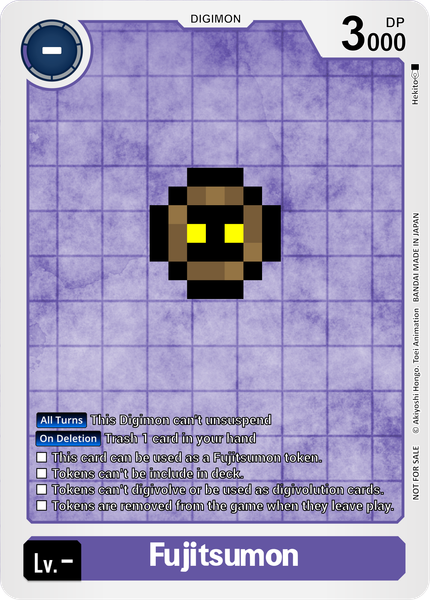 DIGIMON
-
DP
3000
Hekito
All Turns This Digimon can't unsuspend
On Deletion Trash 1 card in your hand
This card can be used as a Fujitsumon token.
Tokens can't be include in deck.
Tokens can't digivolve or be used as digivolution cards.
Tokens are removed from the game when they leave play.
NOT FOR SALE © Akiyoshi Hongo. Toei Animation BANDAI MADE IN JAPAN
Lv.-
Fujitsumon